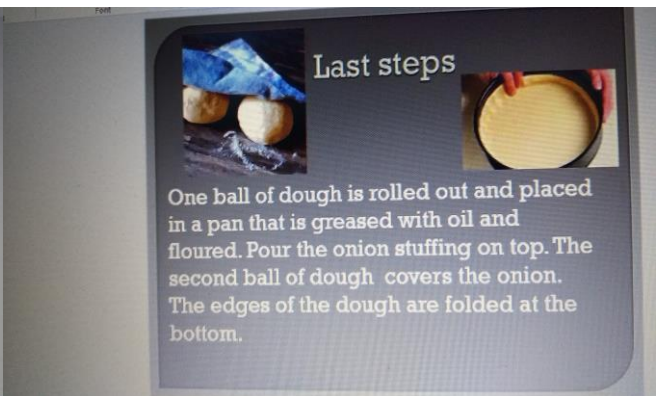 Font
Last steps
One ball of dough is rolled out and placed
in a pan that is greased with oil and
floured. Pour the onion stuffing on top. The
second ball of dough  covers the onion.
The edges of the dough are folded at the
bottom.